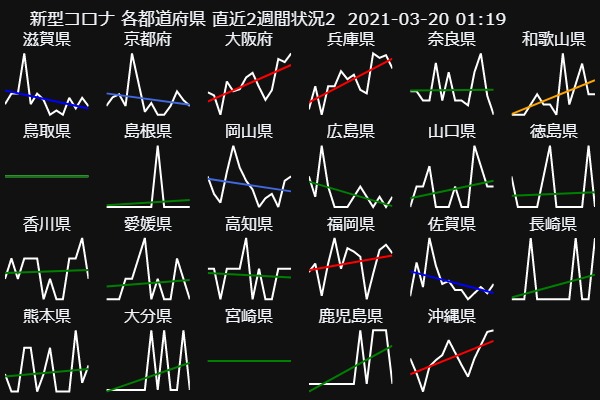 新型コロナ 各都道府県 直近2週間状況2 2021-03-20 01:19
滋賀県 京都府 大阪府 兵庫県 奈良県 和歌山県
鳥取県 島根県 岡山県 広島県 山口県 徳島県
香川県 愛媛県 高知県 福岡県 佐賀県 長崎県
熊本県 大分県 宮崎県 鹿児島県 沖縄県